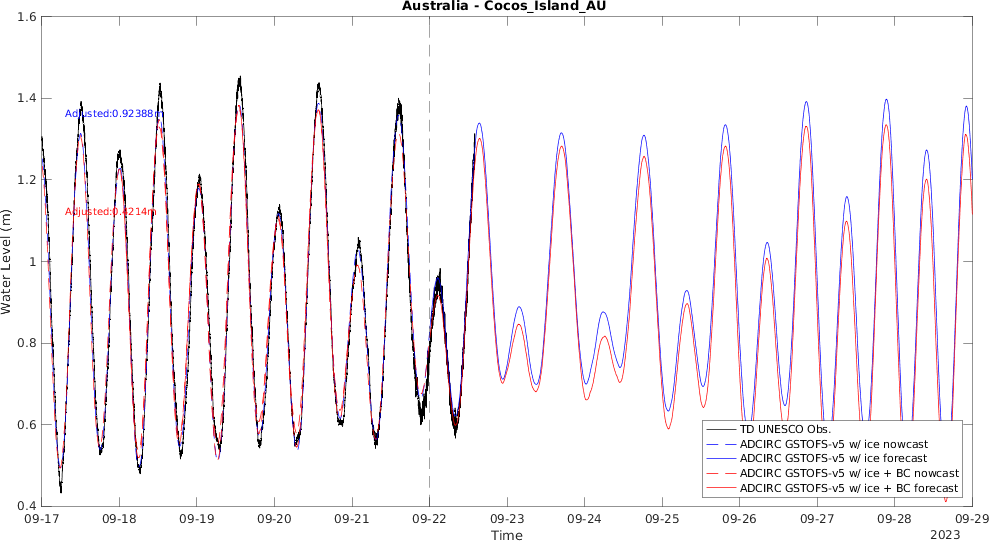 Australia - Cocos_Island_AU
1.6
1.4
1.2
1
0.8
0.6
0.4
Water Level (m)
Adjusted:0.92388m
Adjusted:0.4214m
TD UNESCO Obs.
ADCIRC GSTOFS-v5 w/ ice nowcast
ADCIRC GSTOFS-v5 w/ ice forecast
ADCIRC GSTOFS-v5 w/ ice + BC nowcast
ADCIRC GSTOFS-v5 w/ ice + BC forecast
09-17 09-18 09-19 09-20 09-21 09-22 09-23 09-24 09-25 09-26 09-27 09-28 09-29
Time
2023